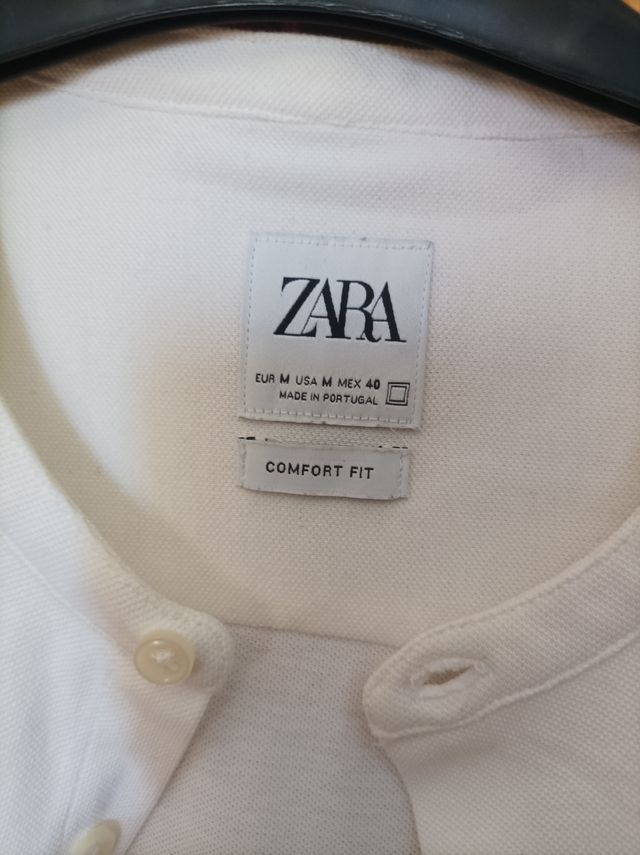 ZARA
EUR M USA M MEX 40
MADE IN PORTUGAL
COMFORT FIT